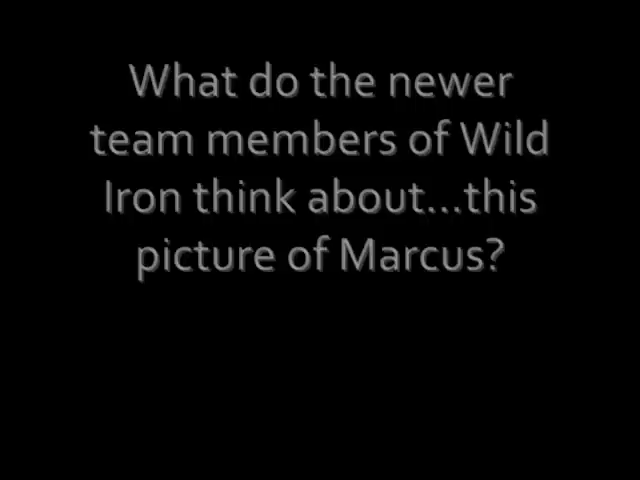 What do the newer
team members of Wild
Iron think about...this
picture of Marcus?